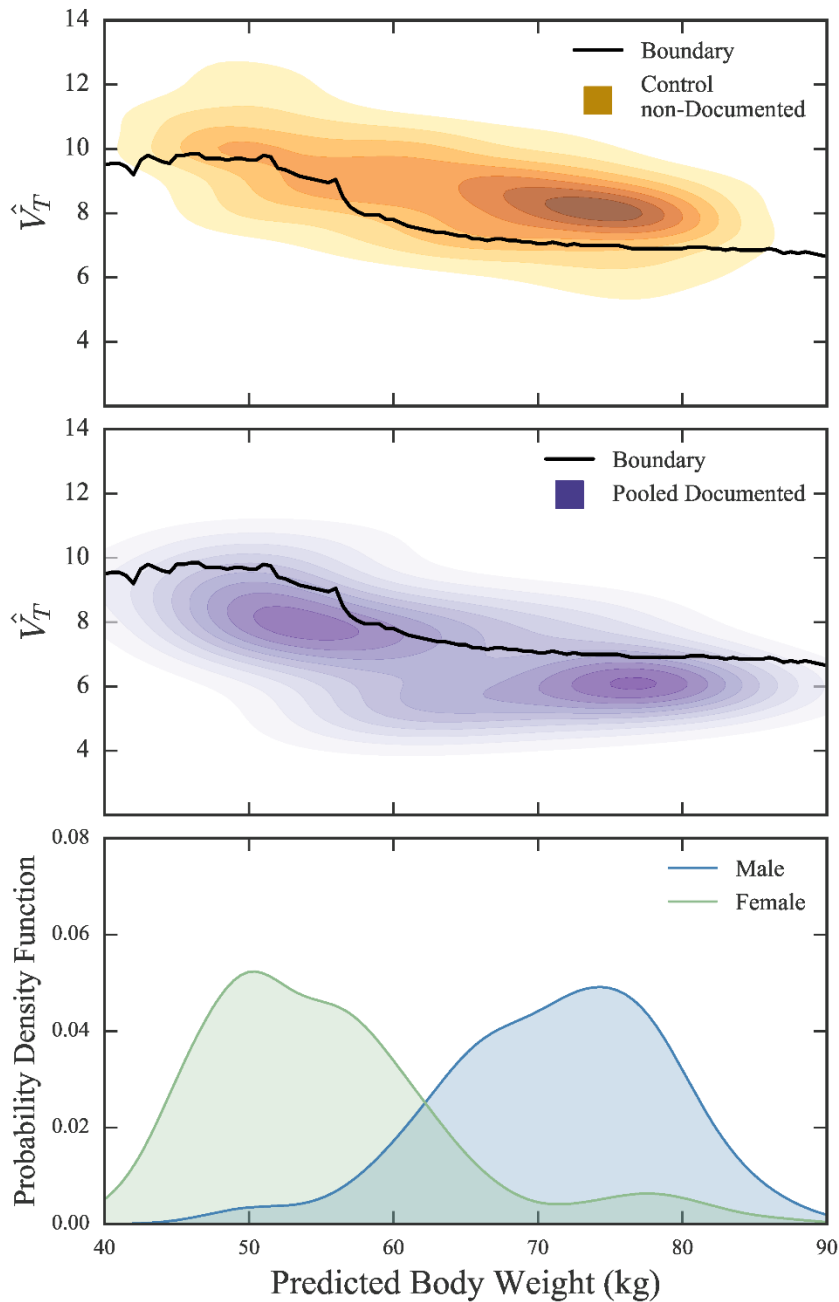 14
12
10
8
6
4
V̂_T
Boundary
Control
non-Documented
14
12
10
8
6
4
V̂_T
Boundary
Pooled Documented
0.08
0.06
0.04
0.02
0.00
Probability Density Function
Male
Female
40 50 60 70 80 90
Predicted Body Weight (kg)